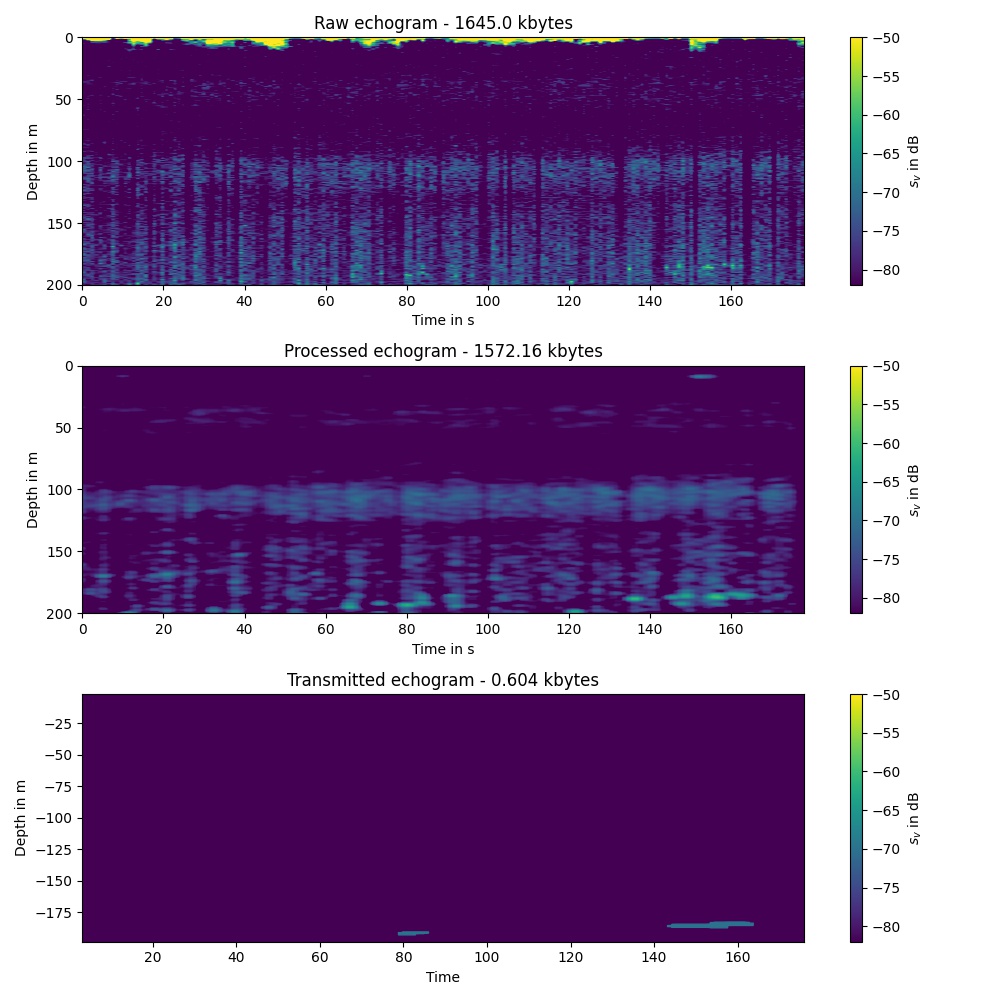 Raw echogram - 1645.0 kbytes
0
50
100
150
200
Depth in m
0 20 40 60 80 100 120 140 160
Time in s
−50
−55
−60
−65
−70
−75
−80
sv in dB
Processed echogram - 1572.16 kbytes
0
50
100
150
200
Depth in m
0 20 40 60 80 100 120 140 160
Time in s
−50
−55
−60
−65
−70
−75
−80
sv in dB
Transmitted echogram - 0.604 kbytes
−25
−50
−75
−100
−125
−150
−175
Depth in m
20 40 60 80 100 120 140 160
Time
−50
−55
−60
−65
−70
−75
−80
sv in dB